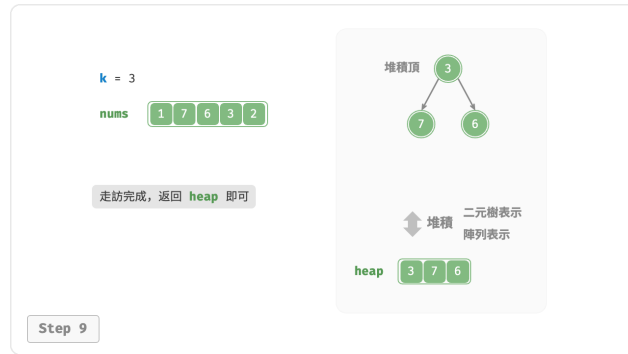 k = 3
nums 1 7 6 3 2
走訪完成，返回 heap 即可
堆積頂 3
7 6
堆積
二元樹表示
陣列表示
heap 3 7 6
Step 9